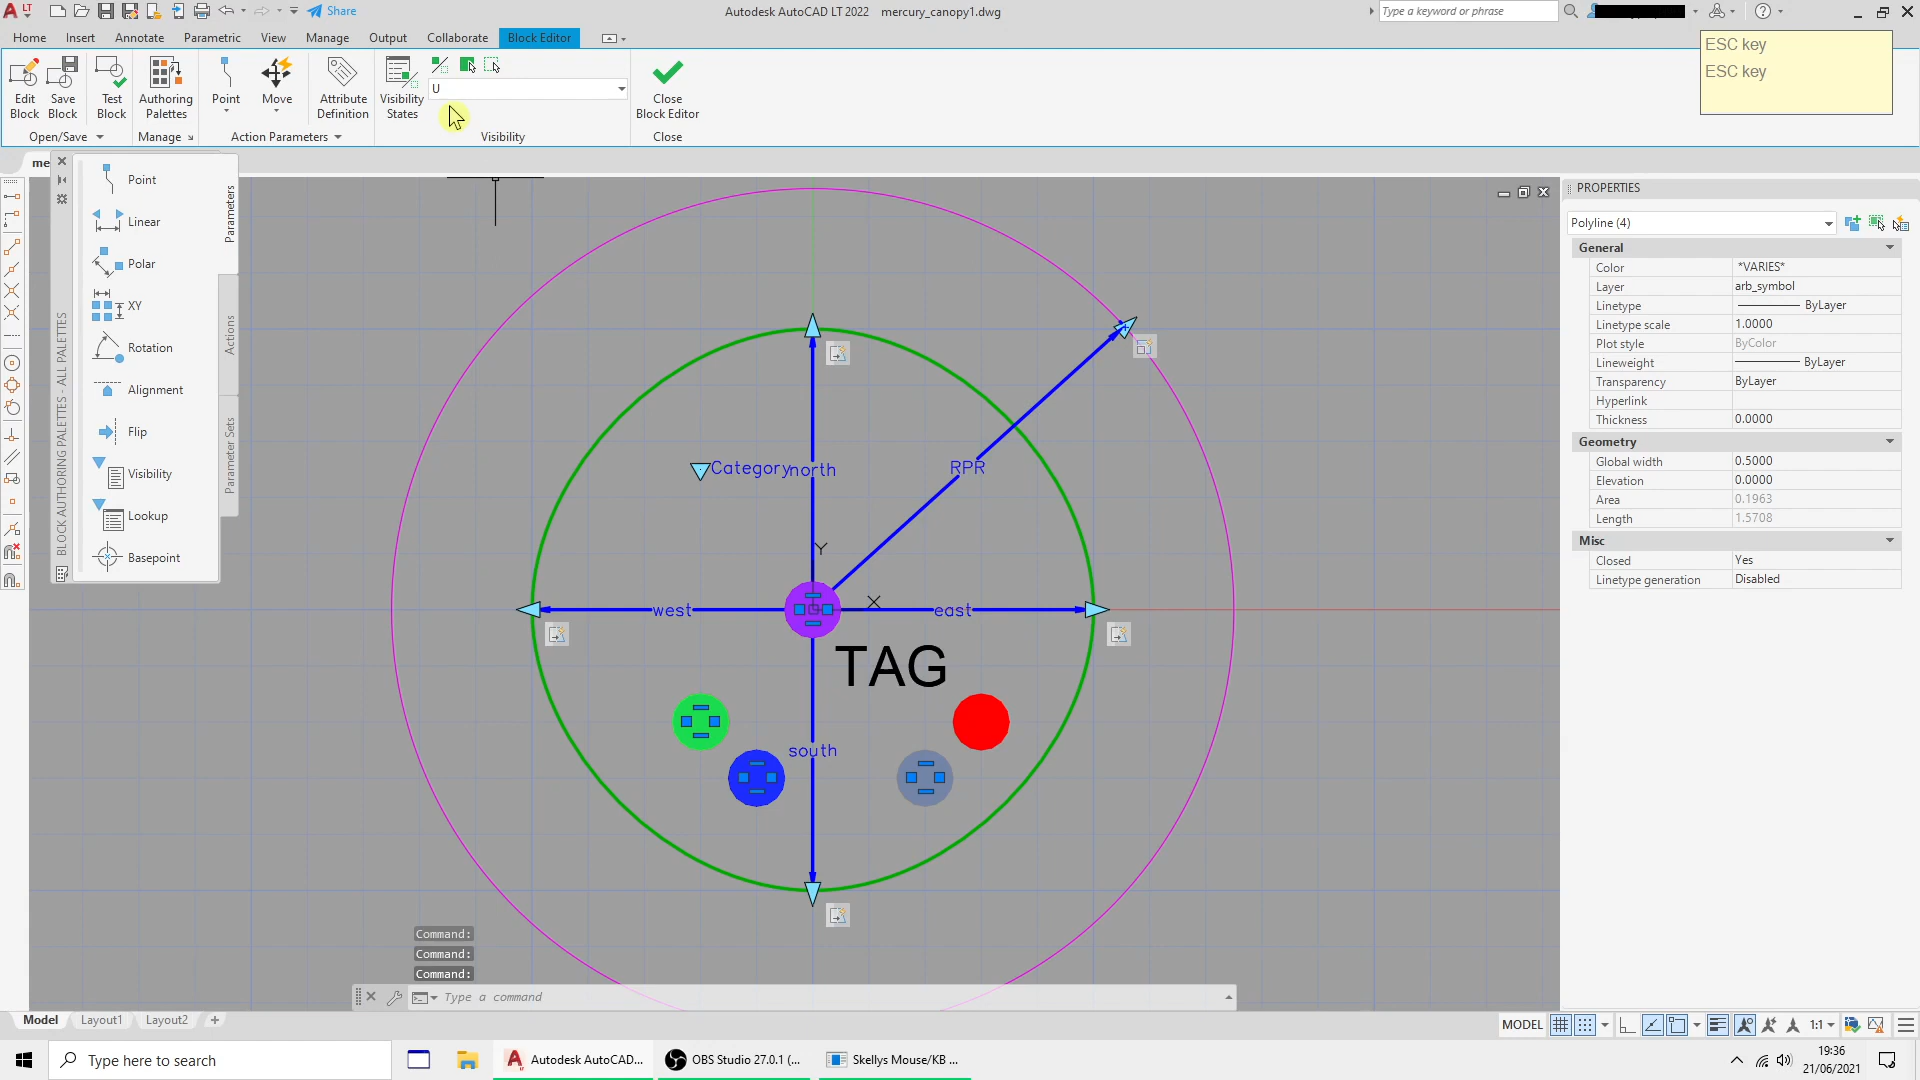 LT
Share
Autodesk AutoCAD LT 2022 mercury_canopy1.dwg
Type a keyword or phrase
Home Insert Annotate Parametric View Manage Output Collaborate Block Editor
ESC key
ESC key
U
Edit Block
Save Block
Test Block
Authoring Palettes
Point
Move
Attribute Definition
Visibility States
Close Block Editor
Open/Save
Manage
Action Parameters
Visibility
Close
me
Point
Linear
Polar
XY
Rotation
Alignment
Flip
Visibility
Lookup
Basepoint
Parameters
Actions
Parameter Sets
BLOCK AUTHORING PALETTES - ALL PALETTES
Category
north
RPR
Y
X
west
east
TAG
south
Command:
Command:
Command:
Type a command
PROPERTIES
Polyline (4)
General
Color *VARIES*
Layer arb_symbol
Linetype ByLayer
Linetype scale 1.0000
Plot style ByColor
Lineweight ByLayer
Transparency ByLayer
Hyperlink
Thickness 0.0000
Geometry
Global width 0.5000
Elevation 0.0000
Area 0.1963
Length 1.5708
Misc
Closed Yes
Linetype generation Disabled
Model Layout1 Layout2
MODEL
1:1
Type here to search
Autodesk AutoCAD...
OBS Studio 27.0.1 (...
Skellys Mouse/KB ...
19:36
21/06/2021